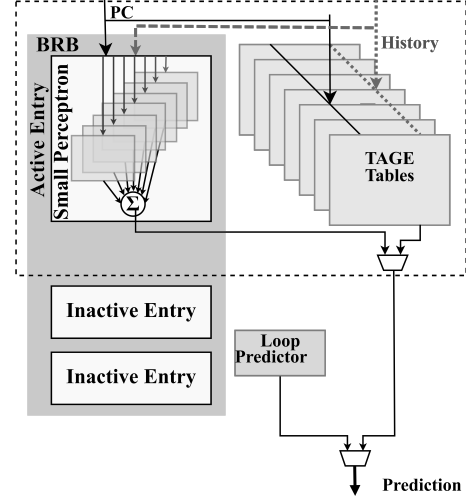 PC
BRB
History
Active Entry
Small Perceptron
Σ
TAGE
Tables
Inactive Entry
Inactive Entry
Loop
Predictor
Prediction